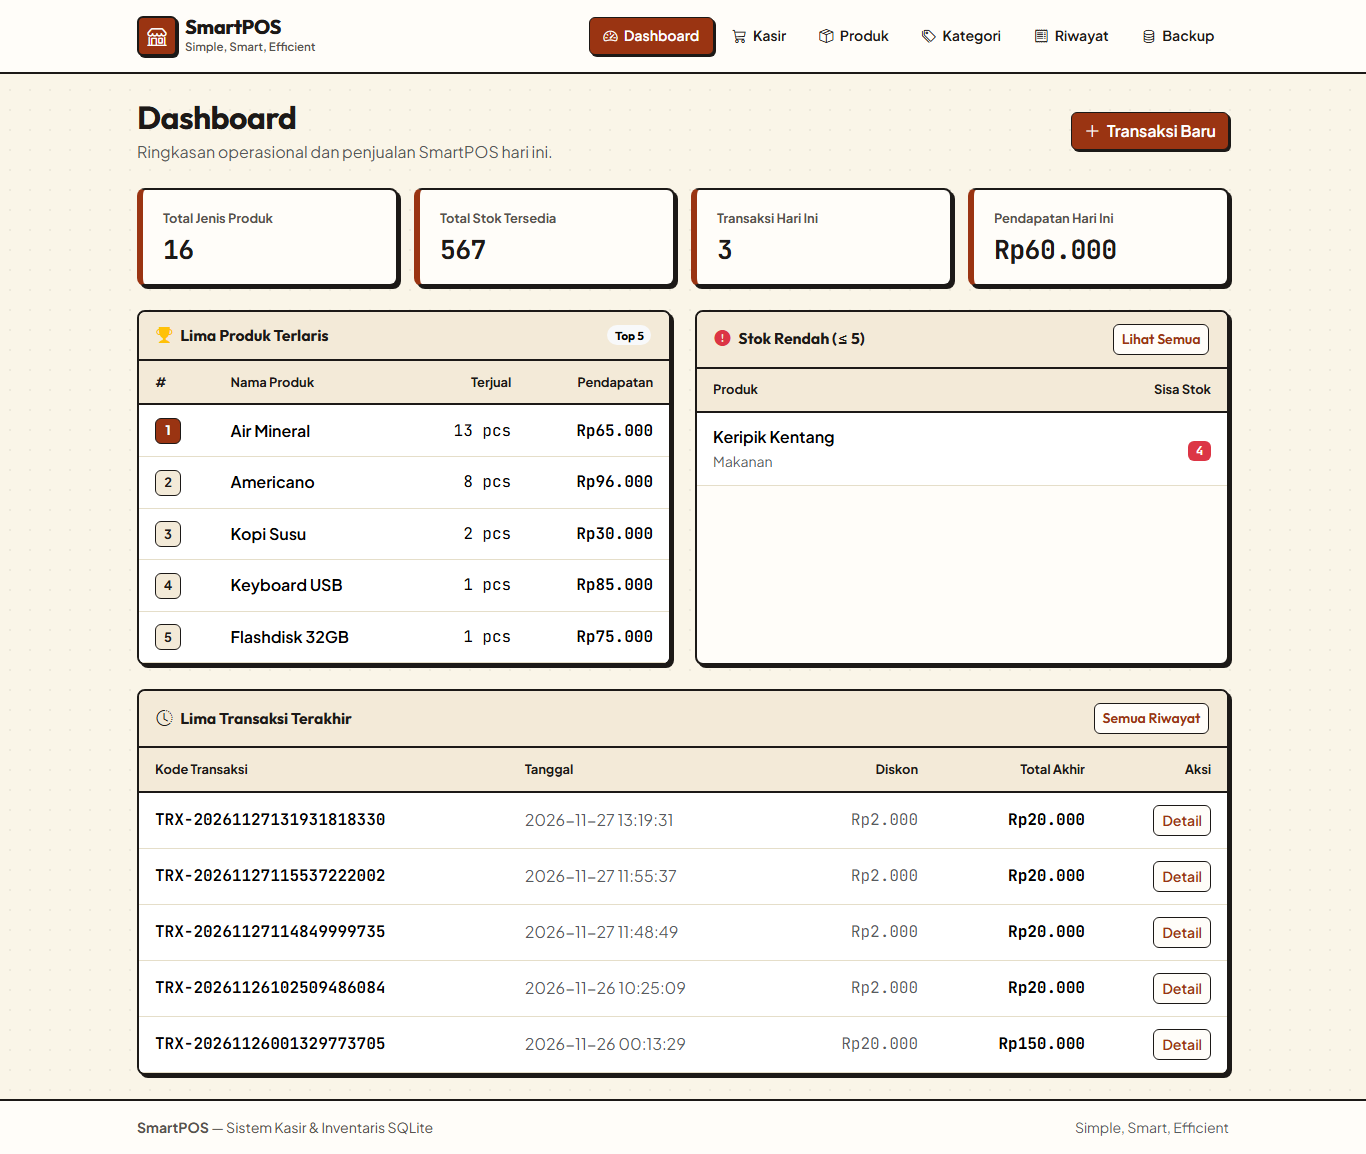 SmartPOS
Simple, Smart, Efficient
Dashboard
Kasir
Produk
Kategori
Riwayat
Backup
Dashboard
Ringkasan operasional dan penjualan SmartPOS hari ini.
Transaksi Baru
Total Jenis Produk
16
Total Stok Tersedia
567
Transaksi Hari Ini
3
Pendapatan Hari Ini
Rp60.000
Lima Produk Terlaris
Top 5
# Nama Produk Terjual Pendapatan
1 Air Mineral 13 pcs Rp65.000
2 Americano 8 pcs Rp96.000
3 Kopi Susu 2 pcs Rp30.000
4 Keyboard USB 1 pcs Rp85.000
5 Flashdisk 32GB 1 pcs Rp75.000
Stok Rendah (≤ 5)
Lihat Semua
Produk Sisa Stok
Keripik Kentang
Makanan
4
Lima Transaksi Terakhir
Semua Riwayat
Kode Transaksi Tanggal Diskon Total Akhir Aksi
TRX-20261127131931818330 2026-11-27 13:19:31 Rp2.000 Rp20.000 Detail
TRX-20261127115537222002 2026-11-27 11:55:37 Rp2.000 Rp20.000 Detail
TRX-20261127114849999735 2026-11-27 11:48:49 Rp2.000 Rp20.000 Detail
TRX-20261126102509486084 2026-11-26 10:25:09 Rp2.000 Rp20.000 Detail
TRX-20261126001329773705 2026-11-26 00:13:29 Rp20.000 Rp150.000 Detail
SmartPOS — Sistem Kasir & Inventaris SQLite
Simple, Smart, Efficient